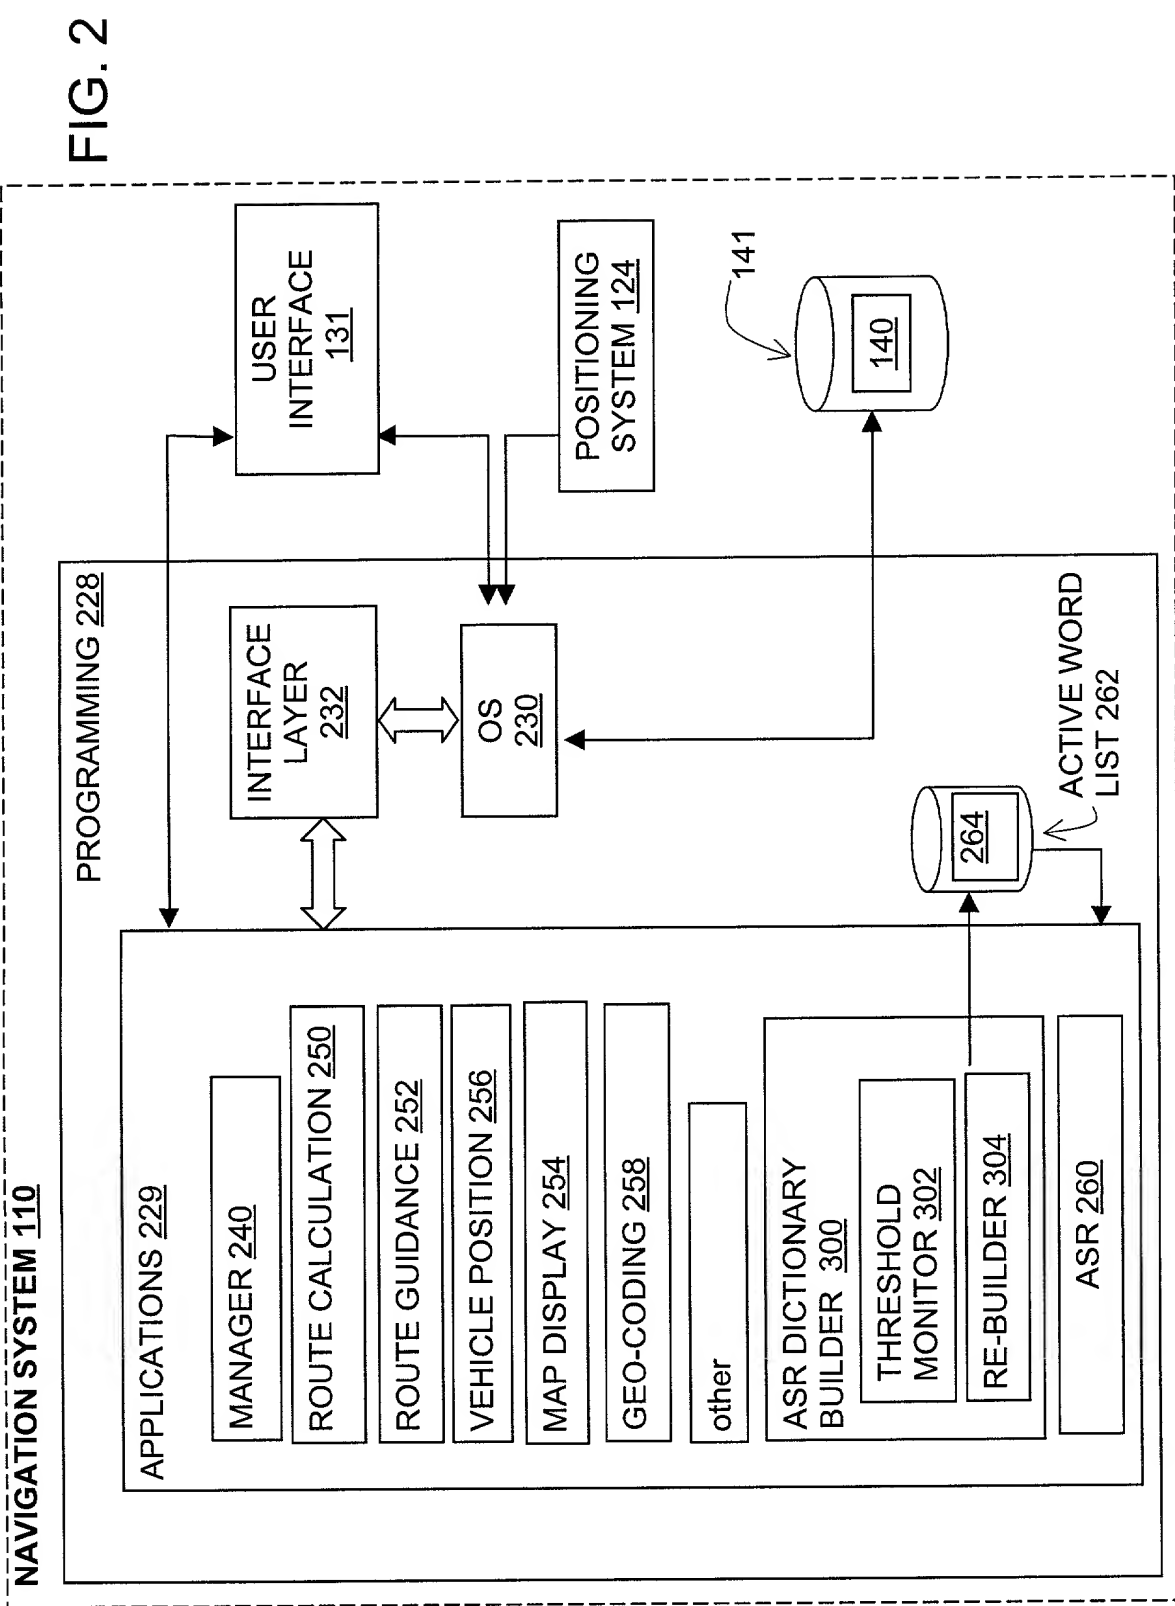 FIG. 2
NAVIGATION SYSTEM 110
PROGRAMMING 228
APPLICATIONS 229
MANAGER 240
ROUTE CALCULATION 250
ROUTE GUIDANCE 252
VEHICLE POSITION 256
MAP DISPLAY 254
GEO-CODING 258
other
ASR DICTIONARY
BUILDER 300
THRESHOLD
MONITOR 302
RE-BUILDER 304
ASR 260
INTERFACE
LAYER
232
OS
230
264
ACTIVE WORD
LIST 262
USER
INTERFACE
131
POSITIONING
SYSTEM 124
141
140